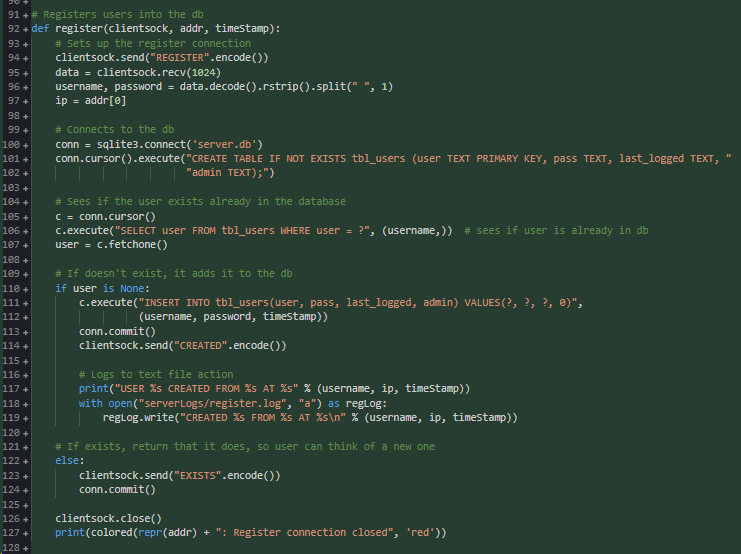 90 +
91 + # Registers users into the db
92 + def register(clientsock, addr, timeStamp):
93 +     # Sets up the register connection
94 +     clientsock.send("REGISTER".encode())
95 +     data = clientsock.recv(1024)
96 +     username, password = data.decode().rstrip().split(" ", 1)
97 +     ip = addr[0]
98 +
99 +     # Connects to the db
100 +     conn = sqlite3.connect('server.db')
101 +     conn.cursor().execute("CREATE TABLE IF NOT EXISTS tbl_users (user TEXT PRIMARY KEY, pass TEXT, last_logged TEXT, "
102 +                           "admin TEXT);")
103 +
104 +     # Sees if the user exists already in the database
105 +     c = conn.cursor()
106 +     c.execute("SELECT user FROM tbl_users WHERE user = ?", (username,))  # sees if user is already in db
107 +     user = c.fetchone()
108 +
109 +     # If doesn't exist, it adds it to the db
110 +     if user is None:
111 +         c.execute("INSERT INTO tbl_users(user, pass, last_logged, admin) VALUES(?, ?, ?, 0)",
112 +                   (username, password, timeStamp))
113 +         conn.commit()
114 +         clientsock.send("CREATED".encode())
115 +
116 +         # Logs to text file action
117 +         print("USER %s CREATED FROM %s AT %s" % (username, ip, timeStamp))
118 +         with open("serverLogs/register.log", "a") as regLog:
119 +             regLog.write("CREATED %s FROM %s AT %s\n" % (username, ip, timeStamp))
120 +
121 +     # If exists, return that it does, so user can think of a new one
122 +     else:
123 +         clientsock.send("EXISTS".encode())
124 +         conn.commit()
125 +
126 +     clientsock.close()
127 +     print(colored(repr(addr) + ": Register connection closed", 'red'))
128 +